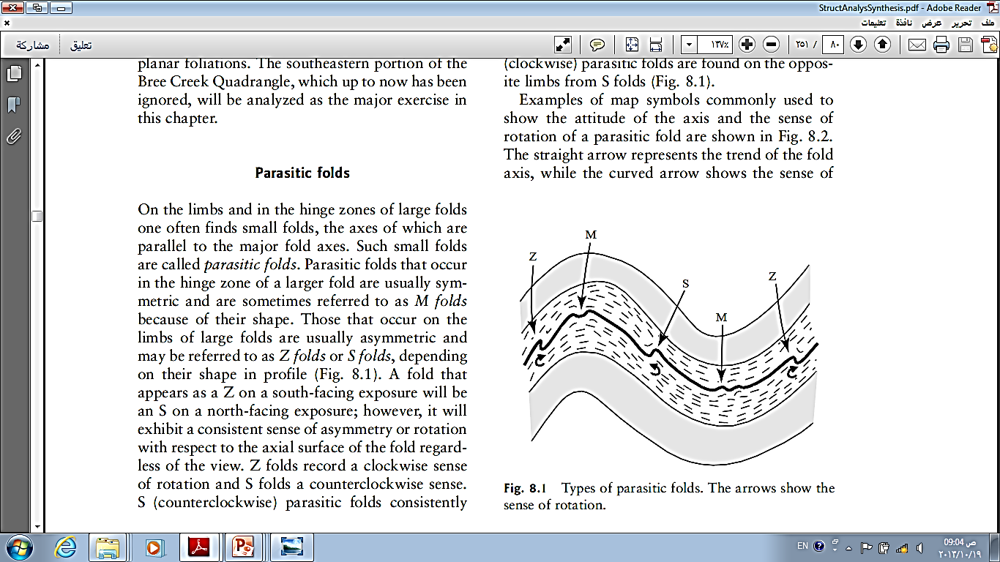 StructAnalysSynthesis.pdf - Adobe Reader
ملف تحرير عرض نافذة تعليمات
٨٠ / ٢٥١
١٣٧٪
تعليق
مشاركة
planar foliations. The southeastern portion of the
Bree Creek Quadrangle, which up to now has been
ignored, will be analyzed as the major exercise in
this chapter.
Parasitic folds
On the limbs and in the hinge zones of large folds
one often finds small folds, the axes of which are
parallel to the major fold axes. Such small folds
are called parasitic folds. Parasitic folds that occur
in the hinge zone of a larger fold are usually sym-
metric and are sometimes referred to as M folds
because of their shape. Those that occur on the
limbs of large folds are usually asymmetric and
may be referred to as Z folds or S folds, depending
on their shape in profile (Fig. 8.1). A fold that
appears as a Z on a south-facing exposure will be
an S on a north-facing exposure; however, it will
exhibit a consistent sense of asymmetry or rotation
with respect to the axial surface of the fold regard-
less of the view. Z folds record a clockwise sense
of rotation and S folds a counterclockwise sense.
S (counterclockwise) parasitic folds consistently
(clockwise) parasitic folds are found on the oppos-
ite limbs from S folds (Fig. 8.1).
Examples of map symbols commonly used to
show the attitude of the axis and the sense of
rotation of a parasitic fold are shown in Fig. 8.2.
The straight arrow represents the trend of the fold
axis, while the curved arrow shows the sense of
M
Z
S
Z
M
Fig. 8.1 Types of parasitic folds. The arrows show the
sense of rotation.
EN
09:04 ص
٢٠١٣/١٠/١٩